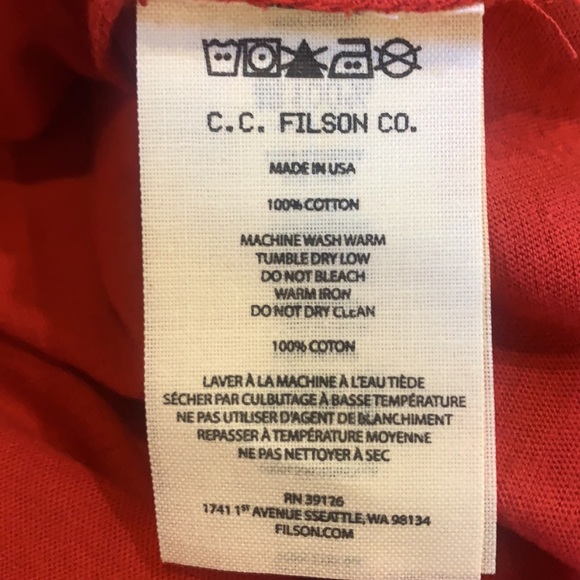 C.C. FILSON CO.
MADE IN USA
100% COTTON
MACHINE WASH WARM
TUMBLE DRY LOW
DO NOT BLEACH
WARM IRON
DO NOT DRY CLEAN
100% COTON
LAVER À LA MACHINE À L'EAU TIÈDE
SÉCHER PAR CULBUTAGE À BASSE TEMPÉRATURE
NE PAS UTILISER D'AGENT DE BLANCHIMENT
REPASSER À TEMPÉRATURE MOYENNE
NE PAS NETTOYER À SEC
RN 39126
1741 1ST AVENUE SSEATTLE, WA 98134
FILSON.COM